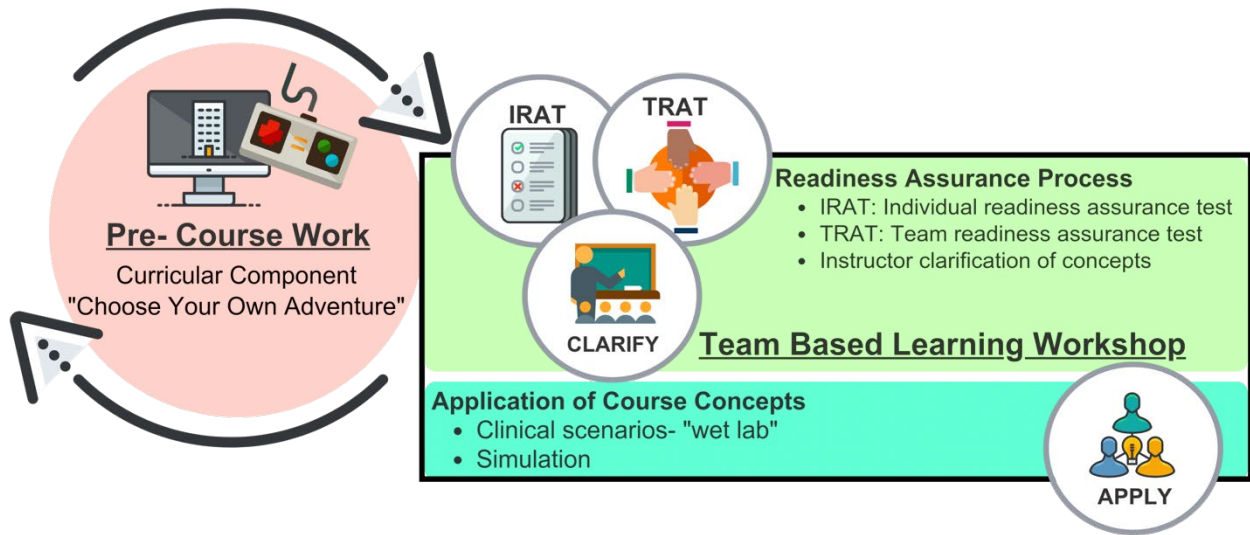 Pre- Course Work
Curricular Component
"Choose Your Own Adventure"
IRAT
TRAT
CLARIFY
Readiness Assurance Process
• IRAT: Individual readiness assurance test
• TRAT: Team readiness assurance test
• Instructor clarification of concepts
Team Based Learning Workshop
Application of Course Concepts
• Clinical scenarios- "wet lab"
• Simulation
APPLY